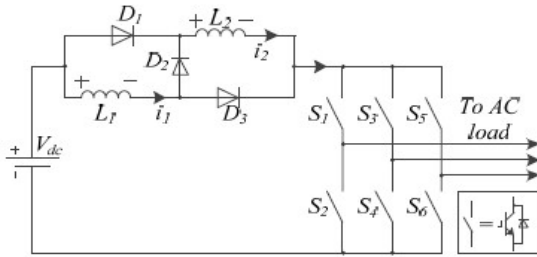 D1
+ L2 -
i2
D2
+ -
L1
i1
D3
S1
S3
S5
To AC
load
Vdc
+
-
S2
S4
S6
=